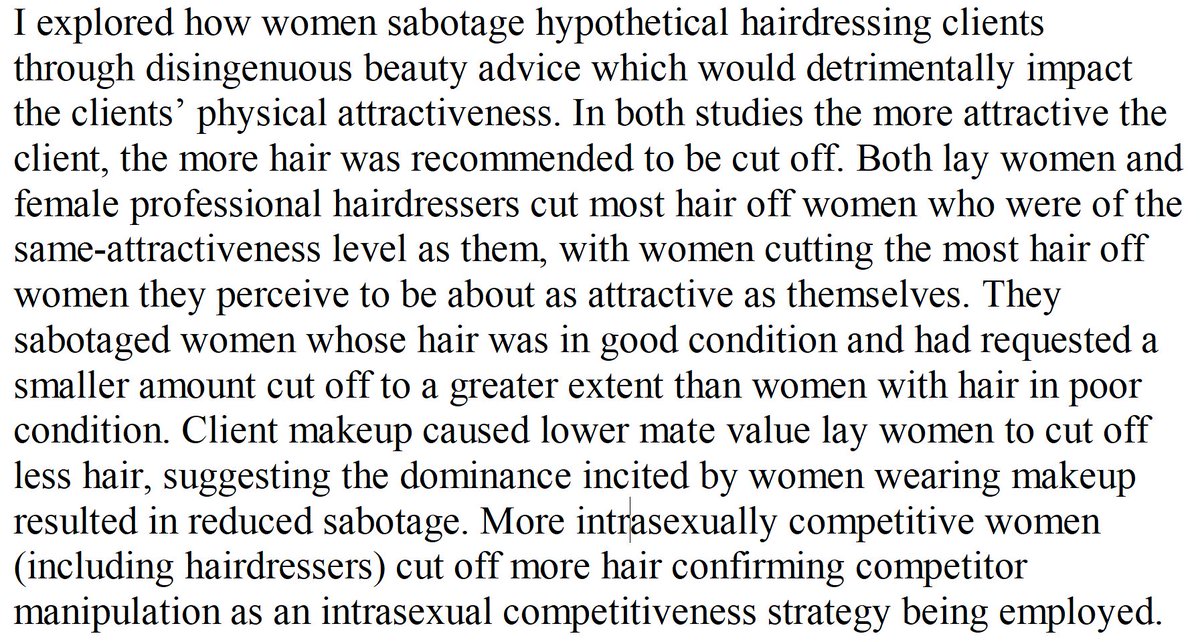 I explored how women sabotage hypothetical hairdressing clients
through disingenuous beauty advice which would detrimentally impact
the clients’ physical attractiveness. In both studies the more attractive the
client, the more hair was recommended to be cut off. Both lay women and
female professional hairdressers cut most hair off women who were of the
same-attractiveness level as them, with women cutting the most hair off
women they perceive to be about as attractive as themselves. They
sabotaged women whose hair was in good condition and had requested a
smaller amount cut off to a greater extent than women with hair in poor
condition. Client makeup caused lower mate value lay women to cut off
less hair, suggesting the dominance incited by women wearing makeup
resulted in reduced sabotage. More intrasexually competitive women
(including hairdressers) cut off more hair confirming competitor
manipulation as an intrasexual competitiveness strategy being employed.